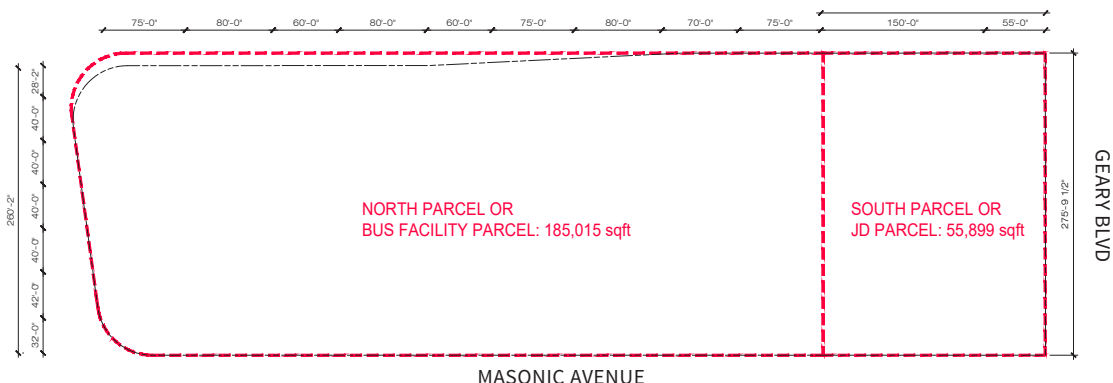 75'-0" 80'-0" 60'-0" 80'-0" 60'-0" 75'-0" 80'-0" 70'-0" 75'-0" 150'-0" 55'-0"
28'-2"
40'-0"
40'-0"
40'-0"
40'-0"
42'-0"
32'-0"
260'-2"
NORTH PARCEL OR
BUS FACILITY PARCEL: 185,015 sqft
SOUTH PARCEL OR
JD PARCEL: 55,899 sqft
275'-9 1/2"
GEARY BLVD
MASONIC AVENUE